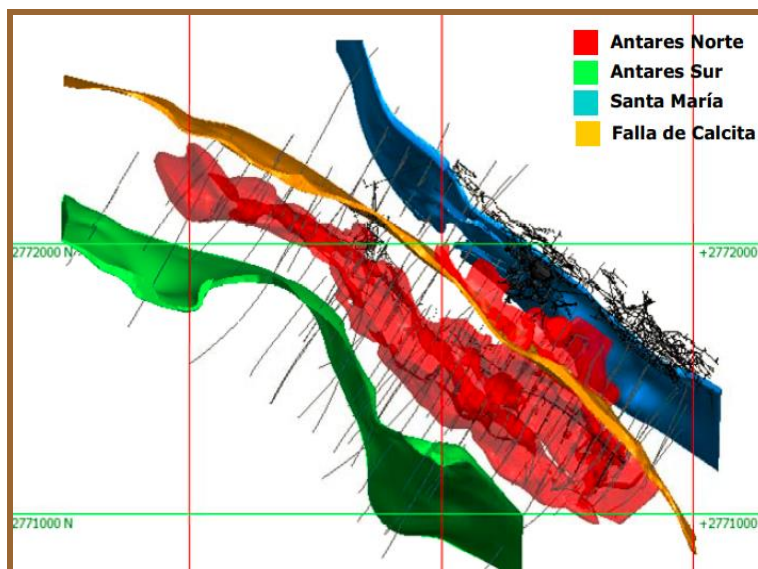 Antares Norte
Antares Sur
Santa María
Falla de Calcita
2772000 N
+2772000
2771000 N
+2771000